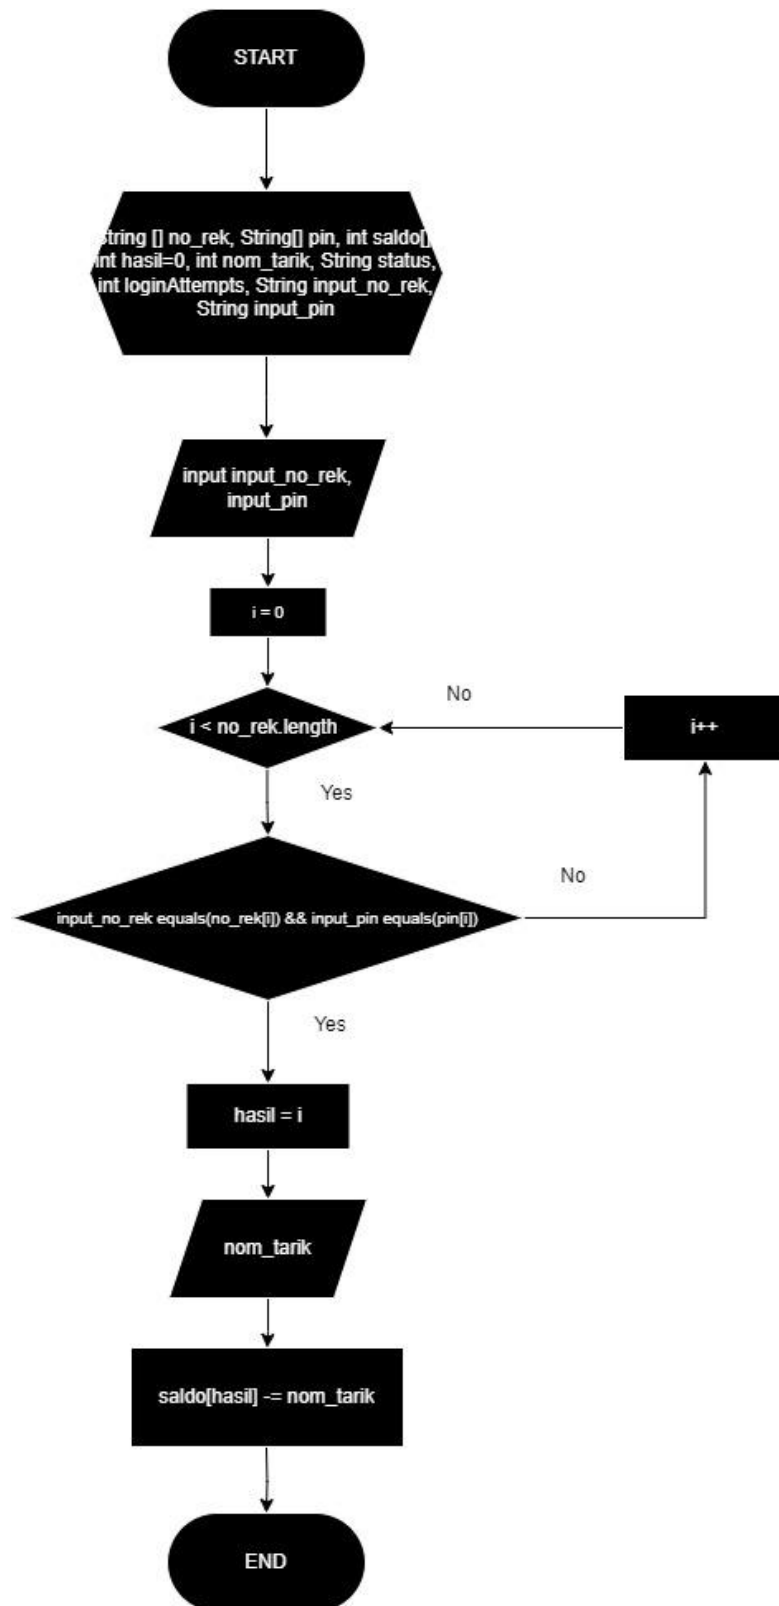 START
String [] no_rek, String[] pin, int saldo[],
int hasil=0, int nom_tarik, String status,
int loginAttempts, String input_no_rek,
String input_pin
input input_no_rek,
input_pin
i = 0
i < no_rek.length
No
i++
Yes
No
input_no_rek equals(no_rek[i]) && input_pin equals(pin[i])
Yes
hasil = i
nom_tarik
saldo[hasil] -= nom_tarik
END